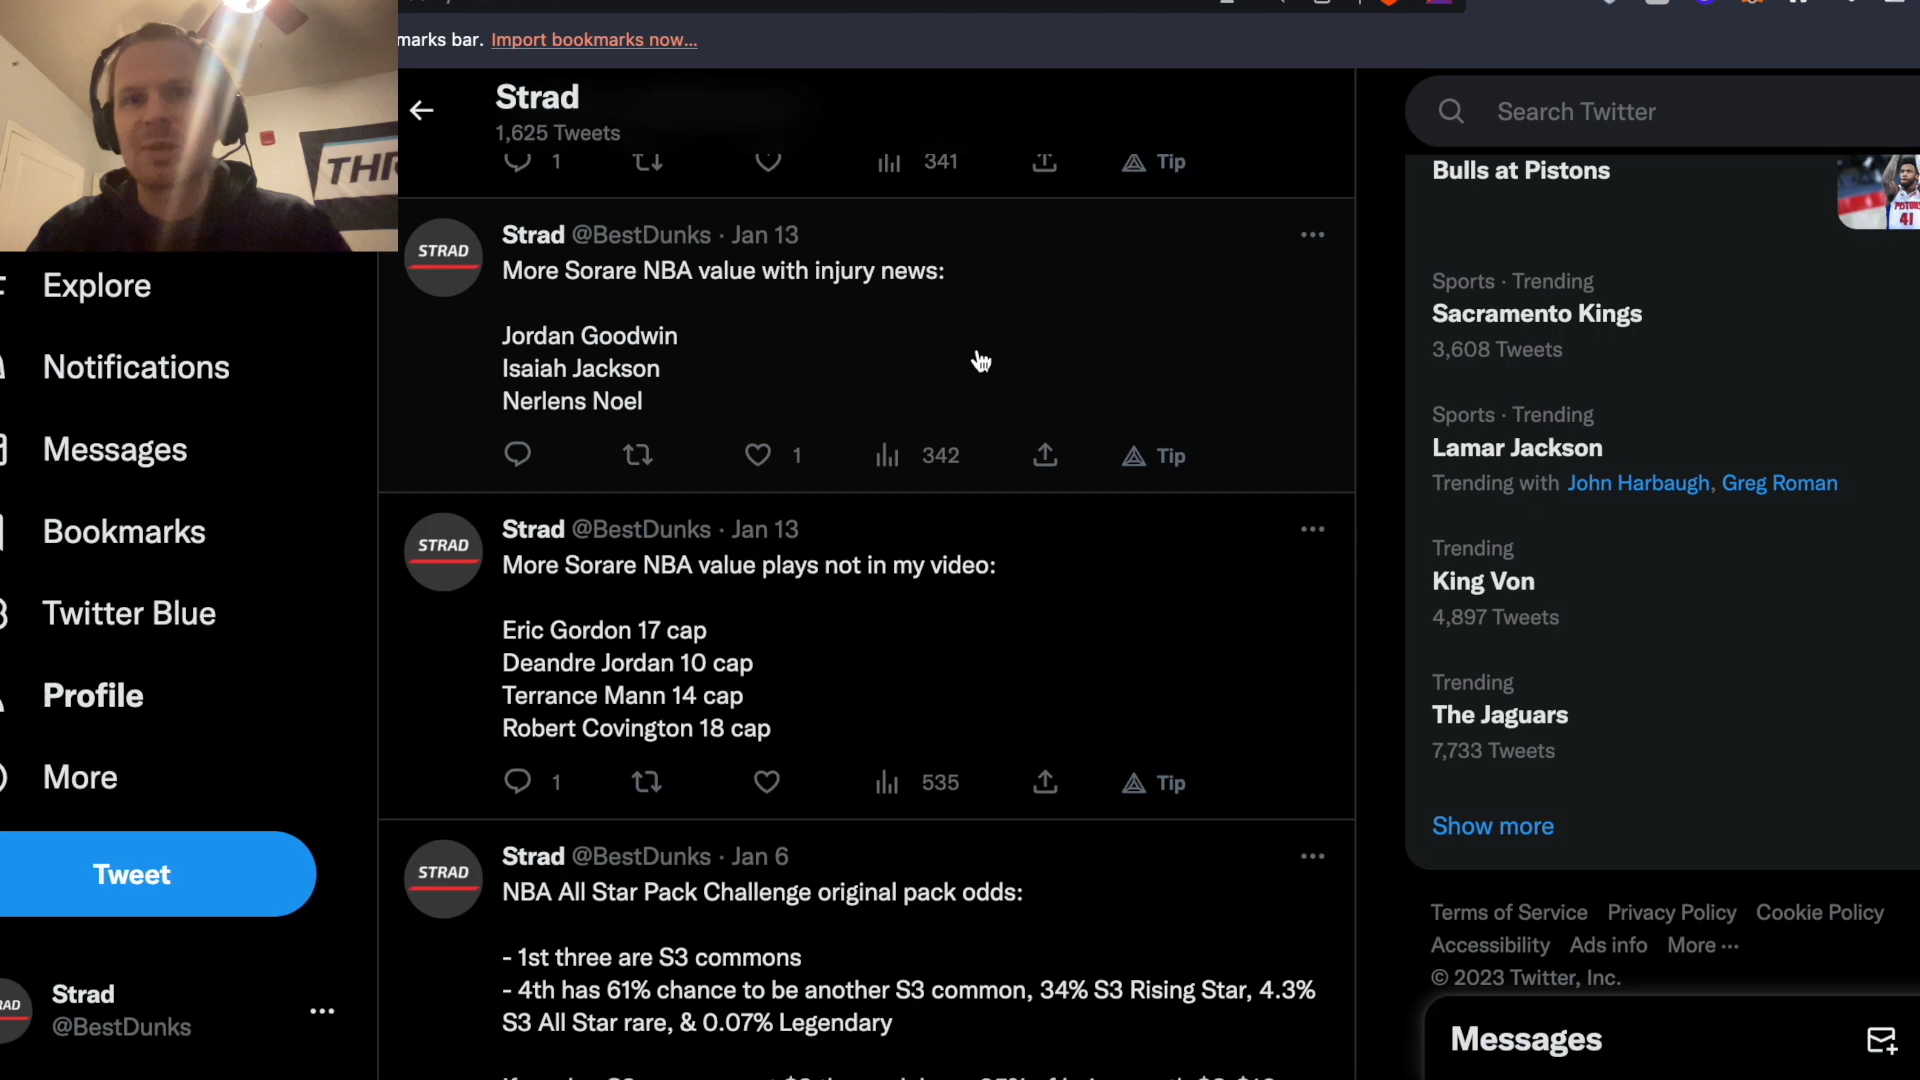 marks bar. Import bookmarks now...
Strad
1,625 Tweets
1 341 Tip
Strad @BestDunks · Jan 13
More Sorare NBA value with injury news:
Jordan Goodwin
Isaiah Jackson
Nerlens Noel
1 342 Tip
Strad @BestDunks · Jan 13
More Sorare NBA value plays not in my video:
Eric Gordon 17 cap
Deandre Jordan 10 cap
Terrance Mann 14 cap
Robert Covington 18 cap
1 535 Tip
Strad @BestDunks · Jan 6
NBA All Star Pack Challenge original pack odds:
- 1st three are S3 commons
- 4th has 61% chance to be another S3 common, 34% S3 Rising Star, 4.3%
S3 All Star rare, & 0.07% Legendary
STRAD
STRAD
STRAD
Explore
Notifications
Messages
Bookmarks
Twitter Blue
Profile
More
Tweet
Strad
@BestDunks
Search Twitter
Bulls at Pistons
PISTONS
41
Sports · Trending
Sacramento Kings
3,608 Tweets
Sports · Trending
Lamar Jackson
Trending with John Harbaugh, Greg Roman
Trending
King Von
4,897 Tweets
Trending
The Jaguars
7,733 Tweets
Show more
Terms of Service Privacy Policy Cookie Policy
Accessibility Ads info More ···
© 2023 Twitter, Inc.
Messages